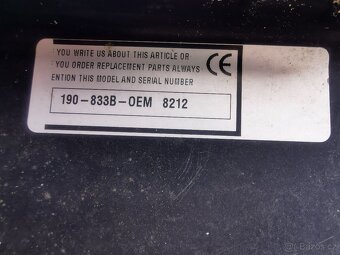 YOU WRITE US ABOUT THIS ARTICLE OR
YOU ORDER REPLACEMENT PARTS ALWAYS
ENTION THIS MODEL AND SERIAL NUMBER
CE
190-833B-OEM 8212